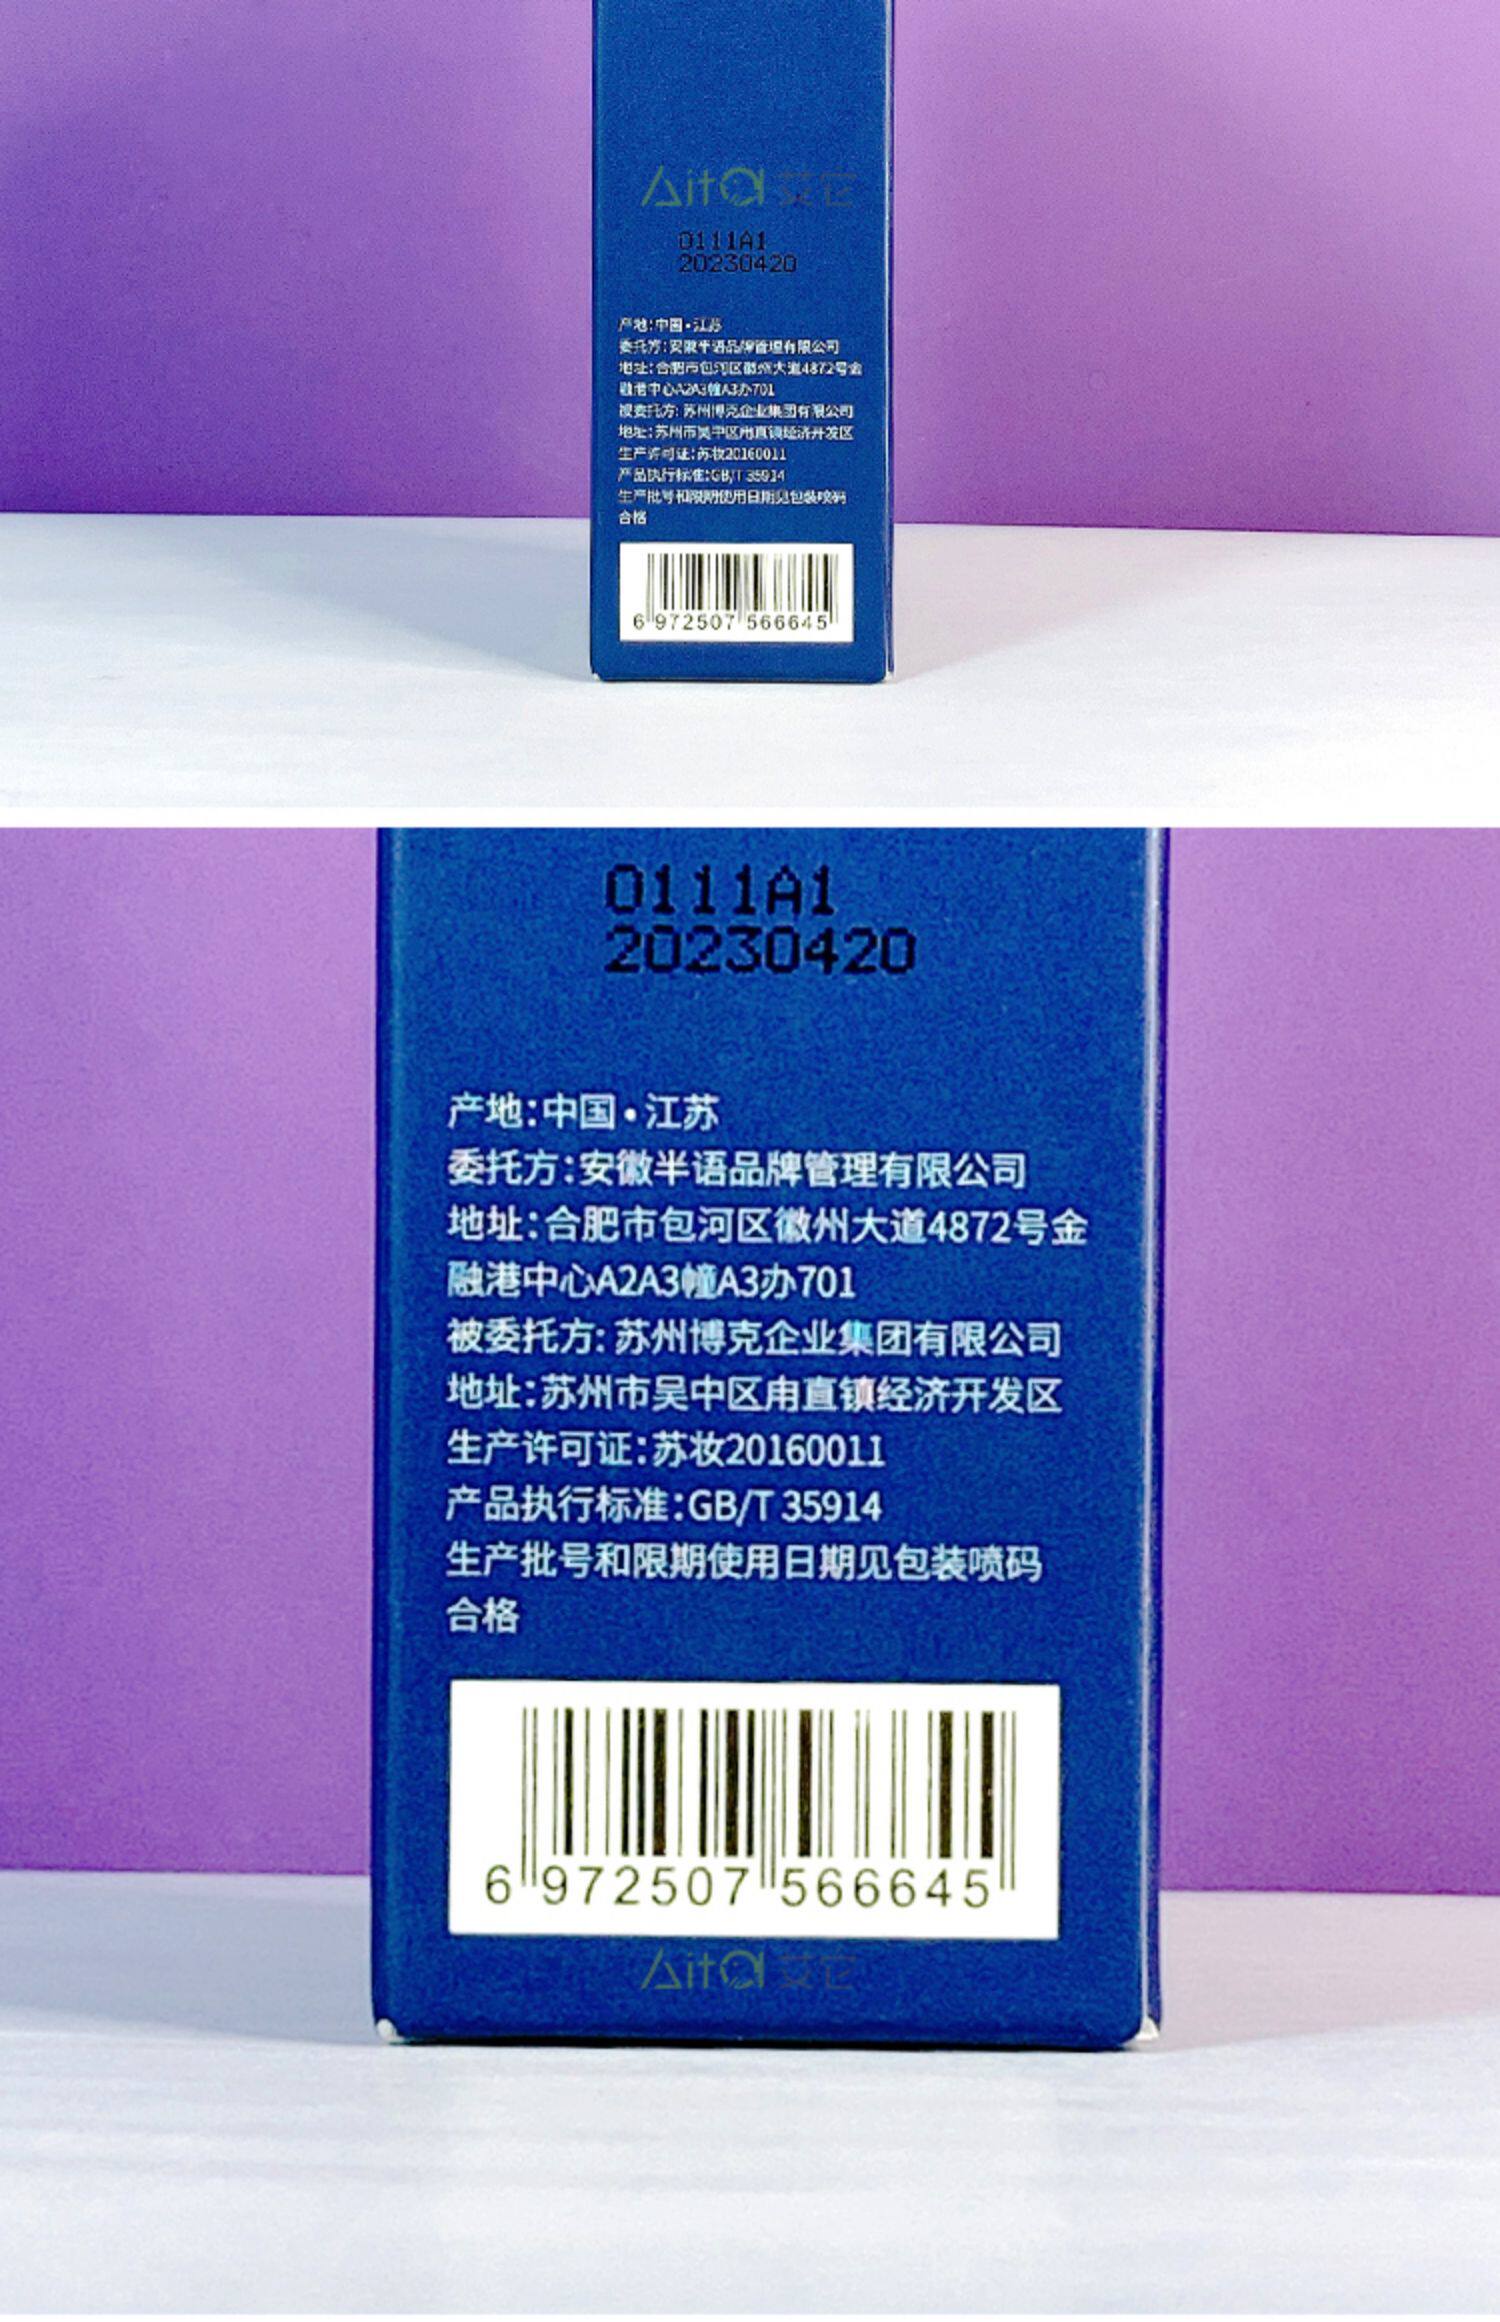 Aita 艾它
0111A1
20230420
产地:中国·江苏
委托方:安徽半语品牌管理有限公司
地址:合肥市包河区徽州大道4872号金
融港中心A2A3幢A3办701
被委托方:苏州博克企业集团有限公司
地址:苏州市吴中区甪直镇经济开发区
生产许可证:苏妆20160011
产品执行标准:GB/T 35914
生产批号和限期使用日期见包装喷码
合格
6 972507 566645
0111A1
20230420
产地:中国·江苏
委托方:安徽半语品牌管理有限公司
地址:合肥市包河区徽州大道4872号金
融港中心A2A3幢A3办701
被委托方: 苏州博克企业集团有限公司
地址:苏州市吴中区甪直镇经济开发区
生产许可证:苏妆20160011
产品执行标准:GB/T 35914
生产批号和限期使用日期见包装喷码
合格
6 972507 566645
Aita 艾它